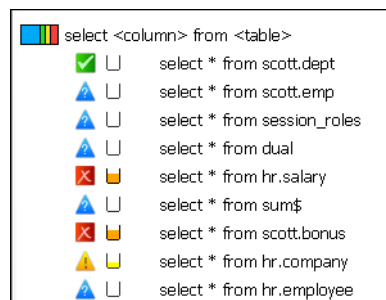 select <column> from <table>
select * from scott.dept
select * from scott.emp
select * from session_roles
select * from dual
select * from hr.salary
select * from sum$
select * from scott.bonus
select * from hr.company
select * from hr.employee